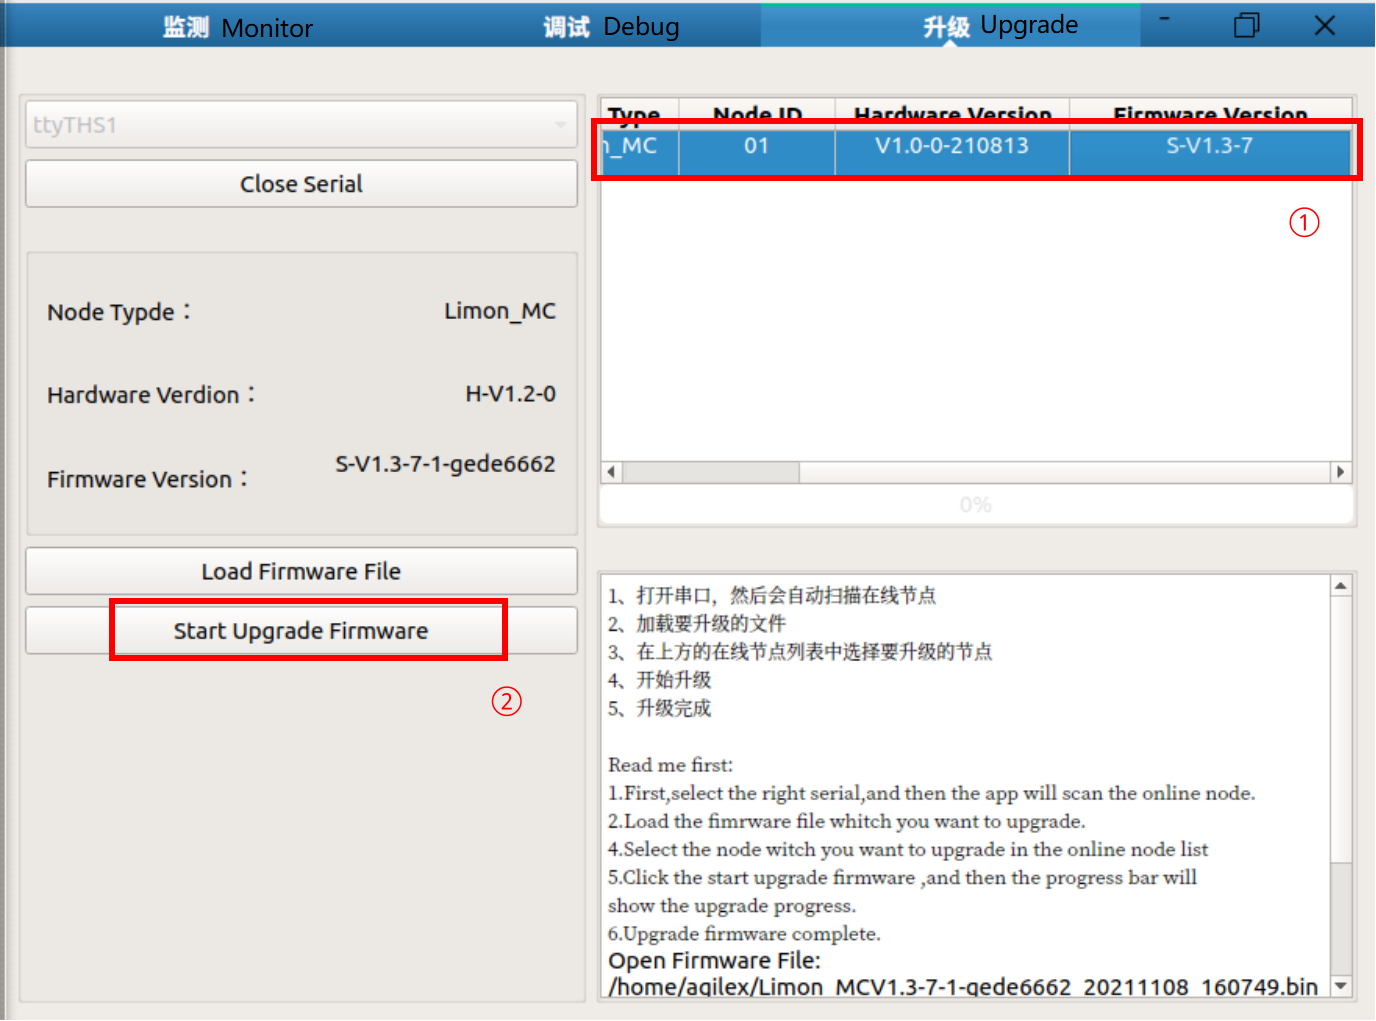 监测 Monitor
调试 Debug
升级 Upgrade
ttyTHS1
Close Serial
Node Typde： Limon_MC
Hardware Verdion： H-V1.2-0
Firmware Version： S-V1.3-7-1-gede6662
Load Firmware File
Start Upgrade Firmware
②
Type Node ID Hardware Version Firmware Version
_MC 01 V1.0-0-210813 S-V1.3-7
①
0%
1、打开串口，然后会自动扫描在线节点
2、加载要升级的文件
3、在上方的在线节点列表中选择要升级的节点
4、开始升级
5、升级完成
Read me first:
1.First,select the right serial,and then the app will scan the online node.
2.Load the fimrware file whitch you want to upgrade.
4.Select the node witch you want to upgrade in the online node list
5.Click the start upgrade firmware ,and then the progress bar will
show the upgrade progress.
6.Upgrade firmware complete.
Open Firmware File:
/home/agilex/Limon_MCV1.3-7-1-gede6662_20211108_160749.bin